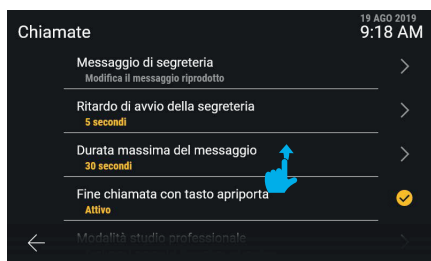 19 AGO 2019
Chiamate
9:18 AM
Messaggio di segreteria
Modifica il messaggio riprodotto
Ritardo di avvio della segreteria
5 secondi
Durata massima del messaggio
30 secondi
Fine chiamata con tasto apriporta
Attivo
Modalità studio professionale